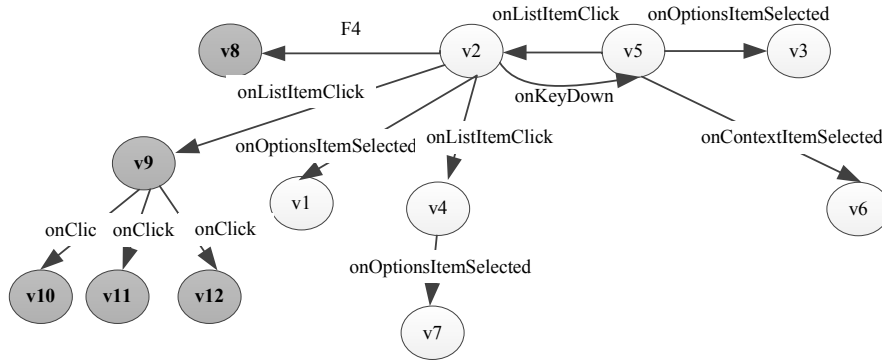 onListItemClick
onOptionsItemSelected
F4
v8
v2
v5
v3
onListItemClick
onKeyDown
onOptionsItemSelected
onListItemClick
onContextItemSelected
v9
v1
v4
v6
onClic
onClick
onClick
onOptionsItemSelected
v10
v11
v12
v7